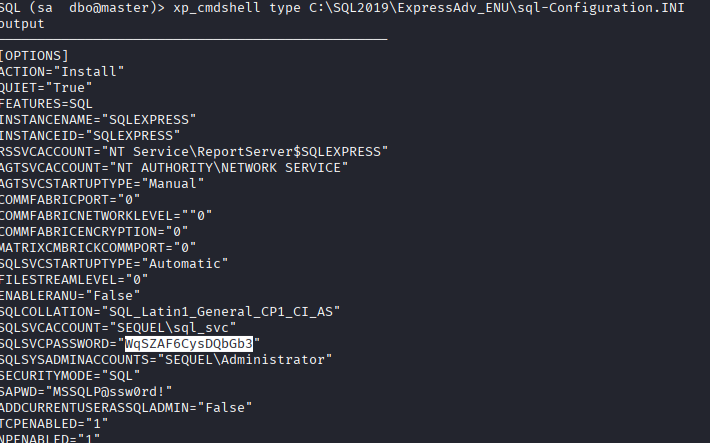 SQL (sa  dbo@master)> xp_cmdshell type C:\SQL2019\ExpressAdv_ENU\sql-Configuration.INI
output
[OPTIONS]
ACTION="Install"
QUIET="True"
FEATURES=SQL
INSTANCENAME="SQLEXPRESS"
INSTANCEID="SQLEXPRESS"
RSSVCACCOUNT="NT Service\ReportServer$SQLEXPRESS"
AGTSVCACCOUNT="NT AUTHORITY\NETWORK SERVICE"
AGTSVCSTARTUPTYPE="Manual"
COMMFABRICPORT="0"
COMMFABRICNETWORKLEVEL=""0"
COMMFABRICENCRYPTION="0"
MATRIXCMBRICKCOMMPORT="0"
SQLSVCSTARTUPTYPE="Automatic"
FILESTREAMLEVEL="0"
ENABLERANU="False"
SQLCOLLATION="SQL_Latin1_General_CP1_CI_AS"
SQLSVCACCOUNT="SEQUEL\sql_svc"
SQLSVCPASSWORD="WqSZAF6CysDQbGb3"
SQLSYSADMINACCOUNTS="SEQUEL\Administrator"
SECURITYMODE="SQL"
SAPWD="MSSQLP@ssw0rd!"
ADDCURRENTUSERASSQLADMIN="False"
TCPENABLED="1"
NPENABLED="1"